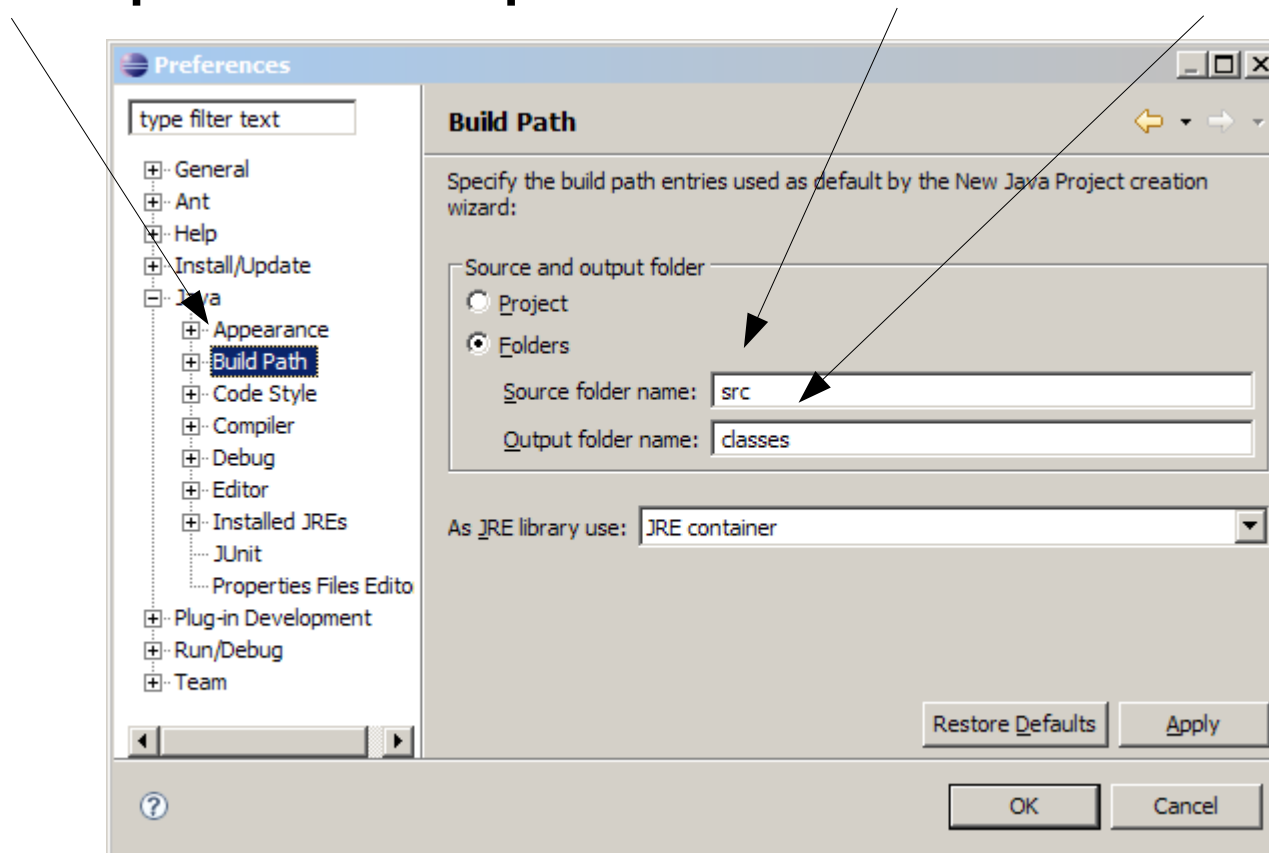 Preferences
type filter text
General
Ant
Help
Install/Update
Java
Appearance
Build Path
Code Style
Compiler
Debug
Editor
Installed JREs
JUnit
Properties Files Edito
Plug-in Development
Run/Debug
Team
Build Path
Specify the build path entries used as default by the New Java Project creation
wizard:
Source and output folder
Project
Folders
Source folder name: src
Output folder name: classes
As JRE library use: JRE container
Restore Defaults Apply
? OK Cancel